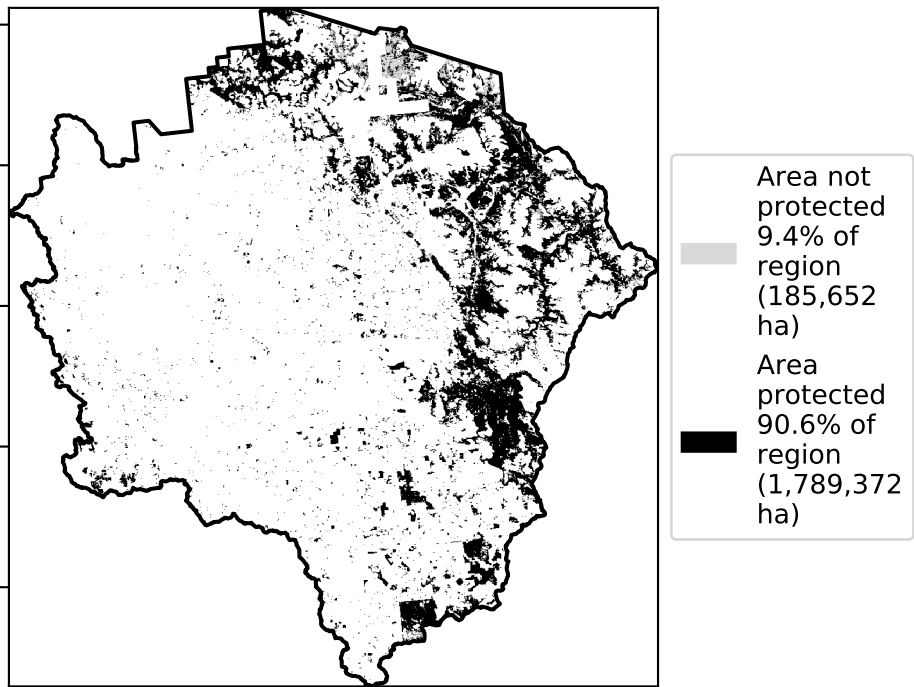 Area not
protected
9.4% of
region
(185,652
ha)
Area
protected
90.6% of
region
(1,789,372
ha)